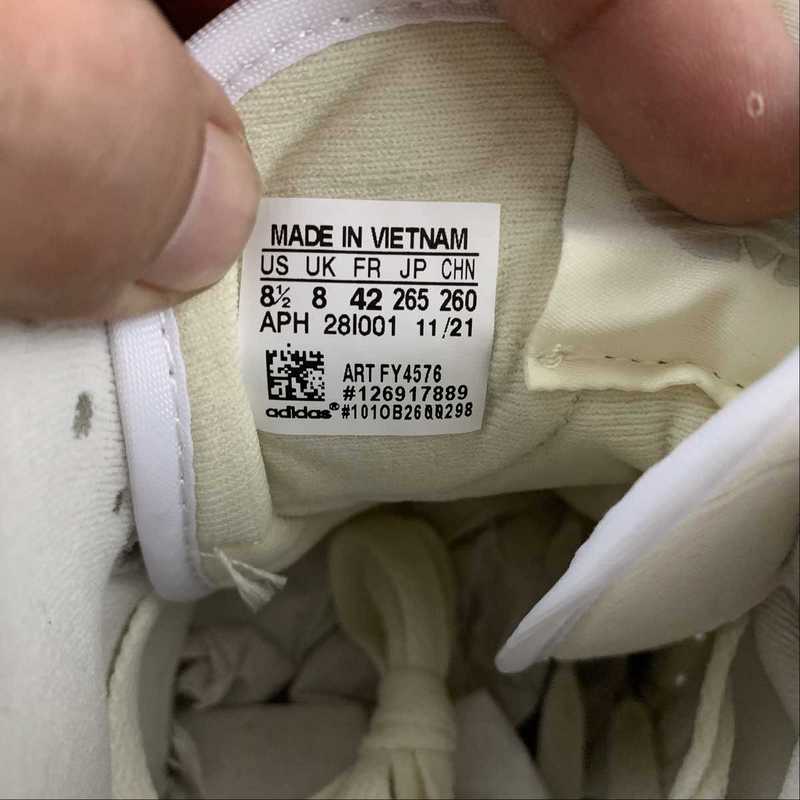 MADE IN VIETNAM
US UK FR JP CHN
8½ 8 42 265 260
APH 28I001 11/21
ART FY4576
#126917889
adidas® #101OB2600298